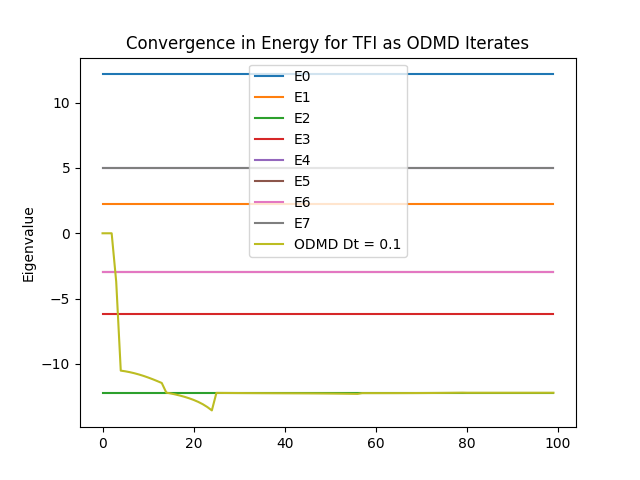 Convergence in Energy for TFI as ODMD Iterates
Eigenvalue
10
5
0
−5
−10
0
20
40
60
80
100
E0
E1
E2
E3
E4
E5
E6
E7
ODMD Dt = 0.1